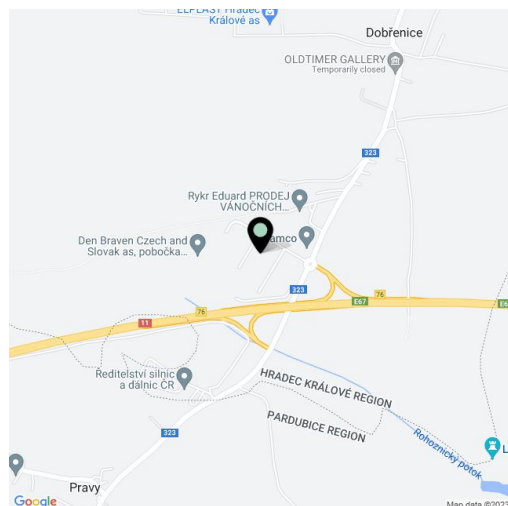 ELPLAST Hradec
Králové as
Dobřenice
OLDTIMER GALLERY
Temporarily closed
323
Rykr Eduard PRODEJ
VÁNOČNÍCH...
Den Braven Czech and
Slovak as, pobočka...
amco
323
76
E67
76
E6
11
Ředitelství silnic
a dálnic ČR
HRADEC KRÁLOVÉ REGION
PARDUBICE REGION
323
Rohoznický potok
L
Pravy
Google
Map data ©2023